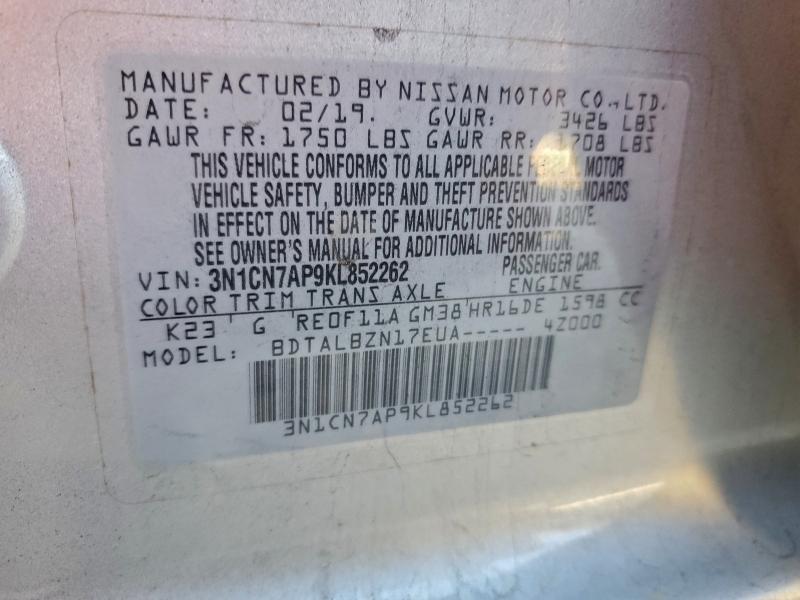 MANUFACTURED BY NISSAN MOTOR CO., LTD.
DATE: 02/19. GVWR: 3426 LBS
GAWR FR: 1750 LBS GAWR RR: 1708 LBS
THIS VEHICLE CONFORMS TO ALL APPLICABLE FEDERAL MOTOR
VEHICLE SAFETY, BUMPER AND THEFT PREVENTION STANDARDS
IN EFFECT ON THE DATE OF MANUFACTURE SHOWN ABOVE.
SEE OWNER'S MANUAL FOR ADDITIONAL INFORMATION.
VIN: 3N1CN7AP9KL852262 PASSENGER CAR.
COLOR TRIM TRANS AXLE ENGINE
K23 G RE0F11A GM38 HR16DE 1598 CC
MODEL: BDTALBZN17EUA----- 4Z000
3N1CN7AP9KL852262